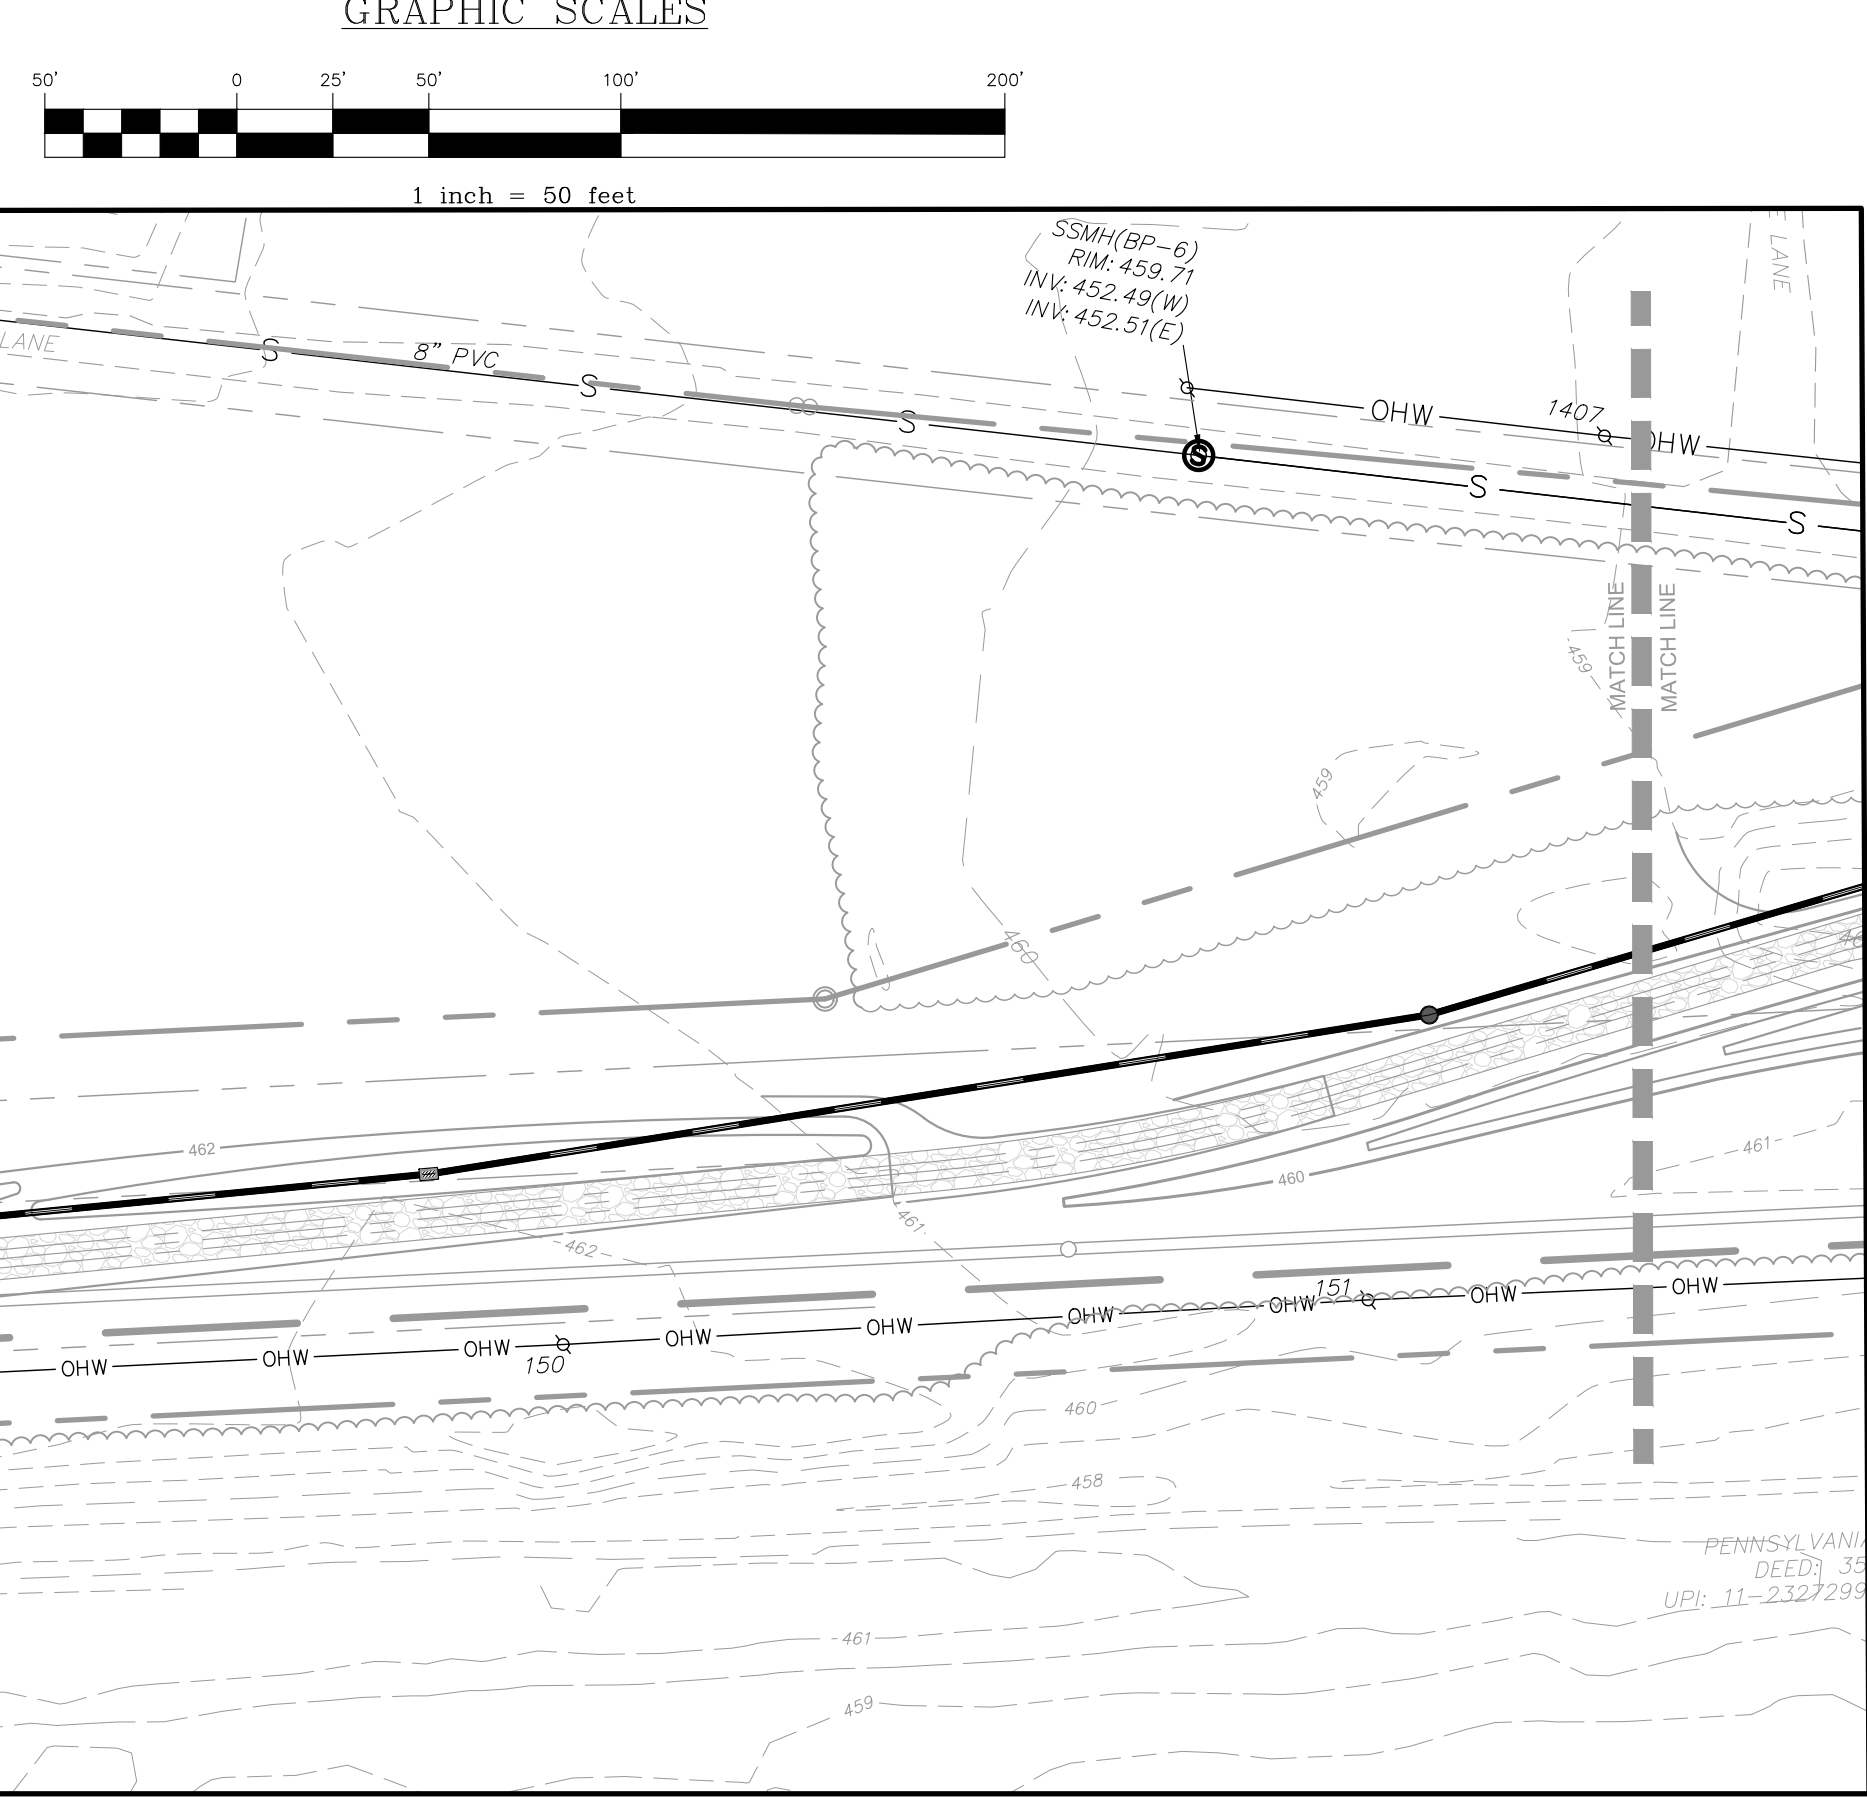 GRAPHIC SCALES
50' 0 25' 50' 100' 200'
1 inch = 50 feet
SSMH(BP-6)
RIM: 459.71
INV: 452.49(W)
INV: 452.51(E)
LANE
LANE
S
8" PVC
S
S
S
S
S
OHW
1407
OHW
MATCH LINE
MATCH LINE
459
459
460
462
461
460
461
462
OHW
OHW
OHW
150
OHW
OHW
OHW
OHW
151
OHW
OHW
460
458
PENNSYLVANI
DEED: 35
UPI: 11-2327299
461
459